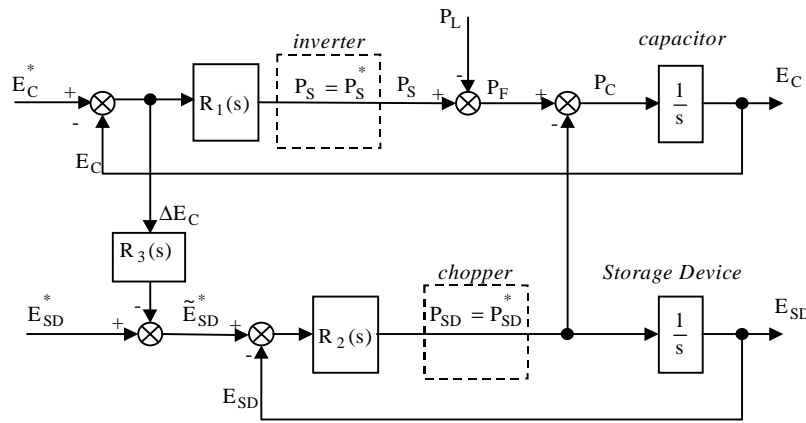 P_L
inverter
capacitor
E_C^*
+
-
R_1(s)
P_S = P_S^*
P_S
+
-
P_F
+
-
P_C
1/s
E_C
E_C
ΔE_C
R_3(s)
chopper
Storage Device
E_SD^*
+
-
Ẽ_SD^*
+
-
R_2(s)
P_SD = P_SD^*
1/s
E_SD
E_SD